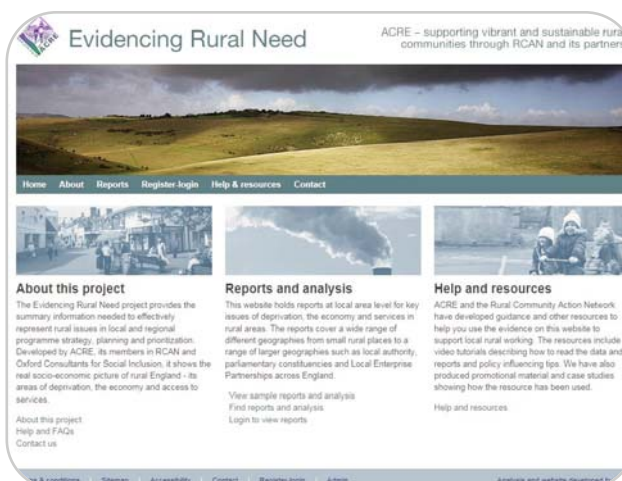 ACRE
Evidencing Rural Need
ACRE – supporting vibrant and sustainable rura
communities through RCAN and its partners
Home About Reports Register-login Help & resources Contact
About this project
The Evidencing Rural Need project provides the
summary information needed to effectively
represent rural issues in local and regional
programme strategy, planning and prioritization.
Developed by ACRE, its members in RCAN and
Oxford Consultants for Social Inclusion, it shows the
real socio-economic picture of rural England - its
areas of deprivation, the economy and access to
services.
About this project
Help and FAQs
Contact us
Reports and analysis
This website holds reports at local area level for key
issues of deprivation, the economy and services in
rural areas. The reports cover a wide range of
different geographies from small rural places to a
range of larger geographies such as local authority,
parliamentary constituencies and Local Enterprise
Partnerships across England.
View sample reports and analysis
Find reports and analysis
Login to view reports
Help and resources
ACRE and the Rural Community Action Network
have developed guidance and other resources to
help you use the evidence on this website to
support local rural working. The resources include
video tutorials describing how to read the data and
reports and policy influencing tips. We have also
produced promotional material and case studies
showing how the resource has been used.
Help and resources
& conditions Sitemap Accessibility Contact Register-login Admin
Analysis and website developed by